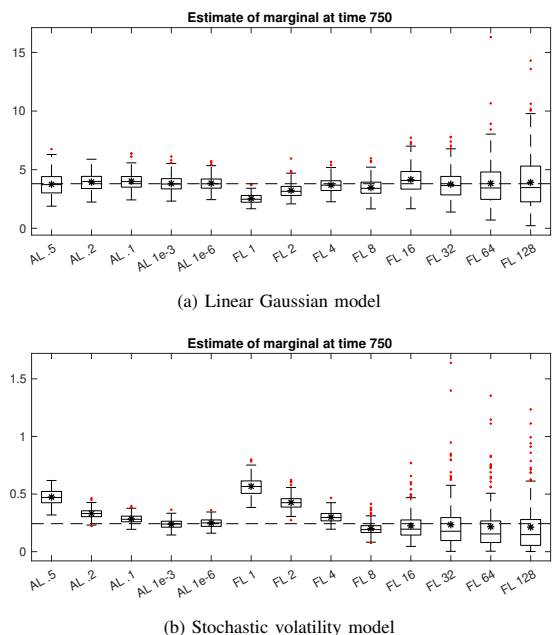 Estimate of marginal at time 750
15
10
5
0
AL .5 AL .2 AL .1 AL 1e-3 AL 1e-6 FL 1 FL 2 FL 4 FL 8 FL 16 FL 32 FL 64 FL 128
(a) Linear Gaussian model
Estimate of marginal at time 750
1.5
1
0.5
0
AL .5 AL .2 AL .1 AL 1e-3 AL 1e-6 FL 1 FL 2 FL 4 FL 8 FL 16 FL 32 FL 64 FL 128
(b) Stochastic volatility model